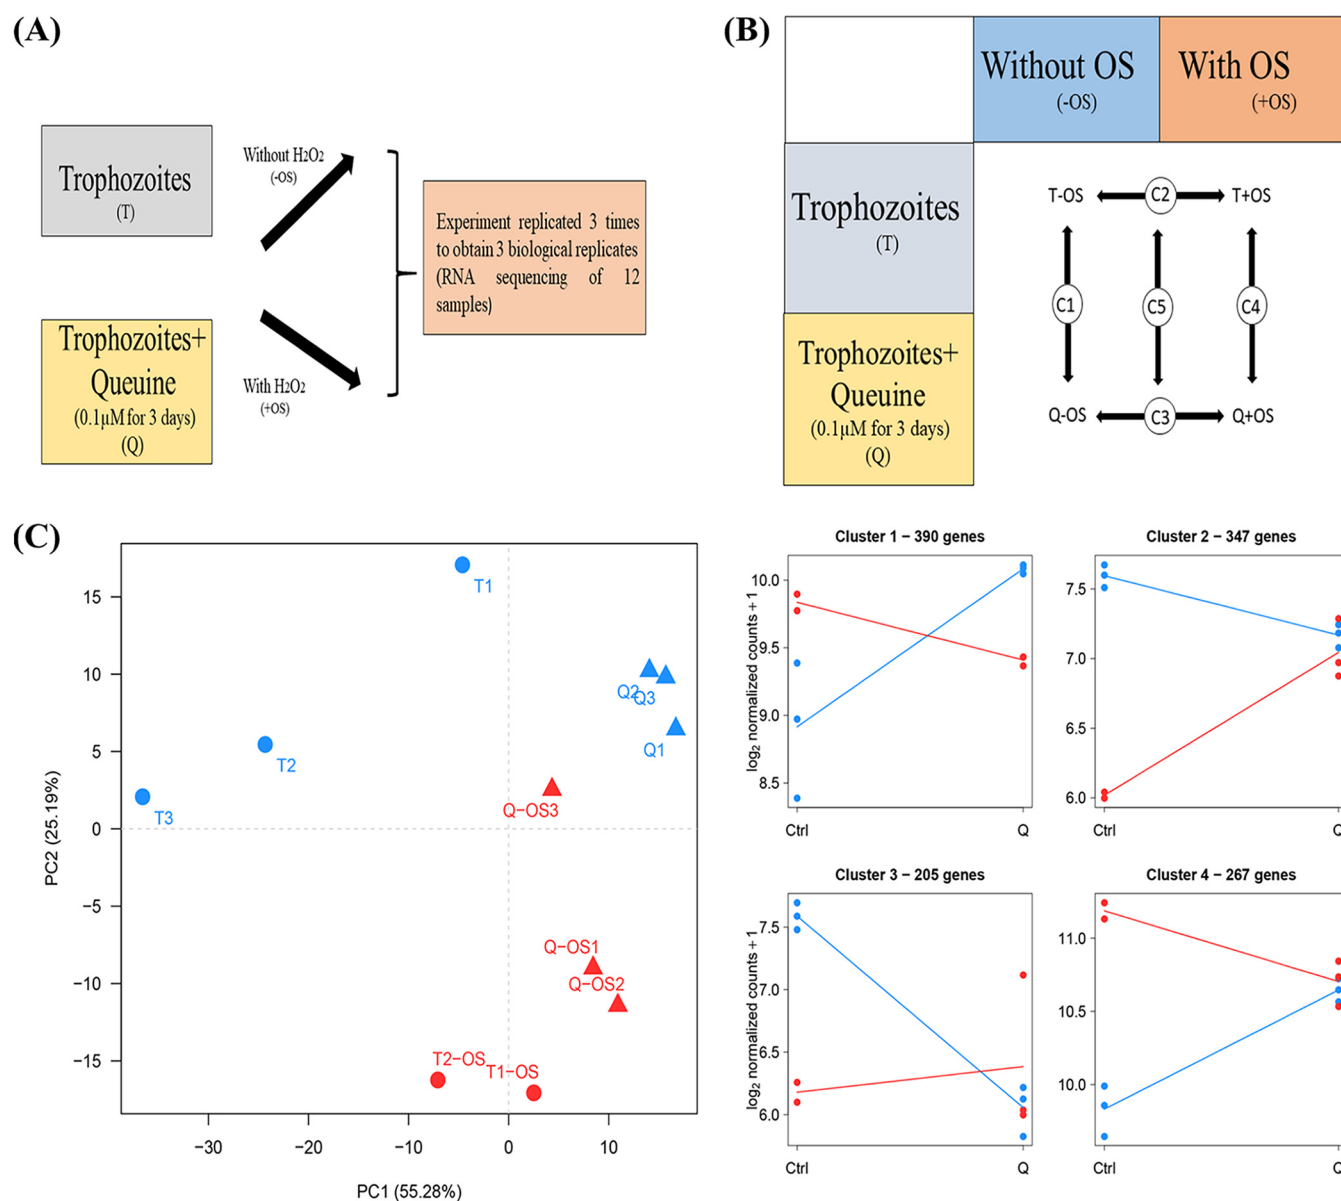 (A)
Trophozoites
(T)
Without H₂O₂
(-OS)
Trophozoites+
Queuine
(0.1µM for 3 days)
(Q)
With H₂O₂
(+OS)
Experiment replicated 3 times
to obtain 3 biological replicates
(RNA sequencing of 12
samples)
(B)
Without OS
(-OS)
With OS
(+OS)
Trophozoites
(T)
Trophozoites+
Queuine
(0.1µM for 3 days)
(Q)
T-OS C2 T+OS
C1 C5 C4
Q-OS C3 Q+OS
(C)
PC2 (25.19%)
15
10
5
0
−5
−10
−15
T1
Q2
Q3
Q1
T2
T3
Q−OS3
Q−OS1
Q−OS2
T2−OS
T1−OS
−30 −20 −10 0 10
PC1 (55.28%)
Cluster 1 − 390 genes
log₂ normalized counts + 1
10.0
9.5
9.0
8.5
Ctrl Q
Cluster 2 − 347 genes
7.5
7.0
6.5
6.0
Ctrl Q
Cluster 3 − 205 genes
log₂ normalized counts + 1
7.5
7.0
6.5
6.0
Ctrl Q
Cluster 4 − 267 genes
11.0
10.5
10.0
Ctrl Q